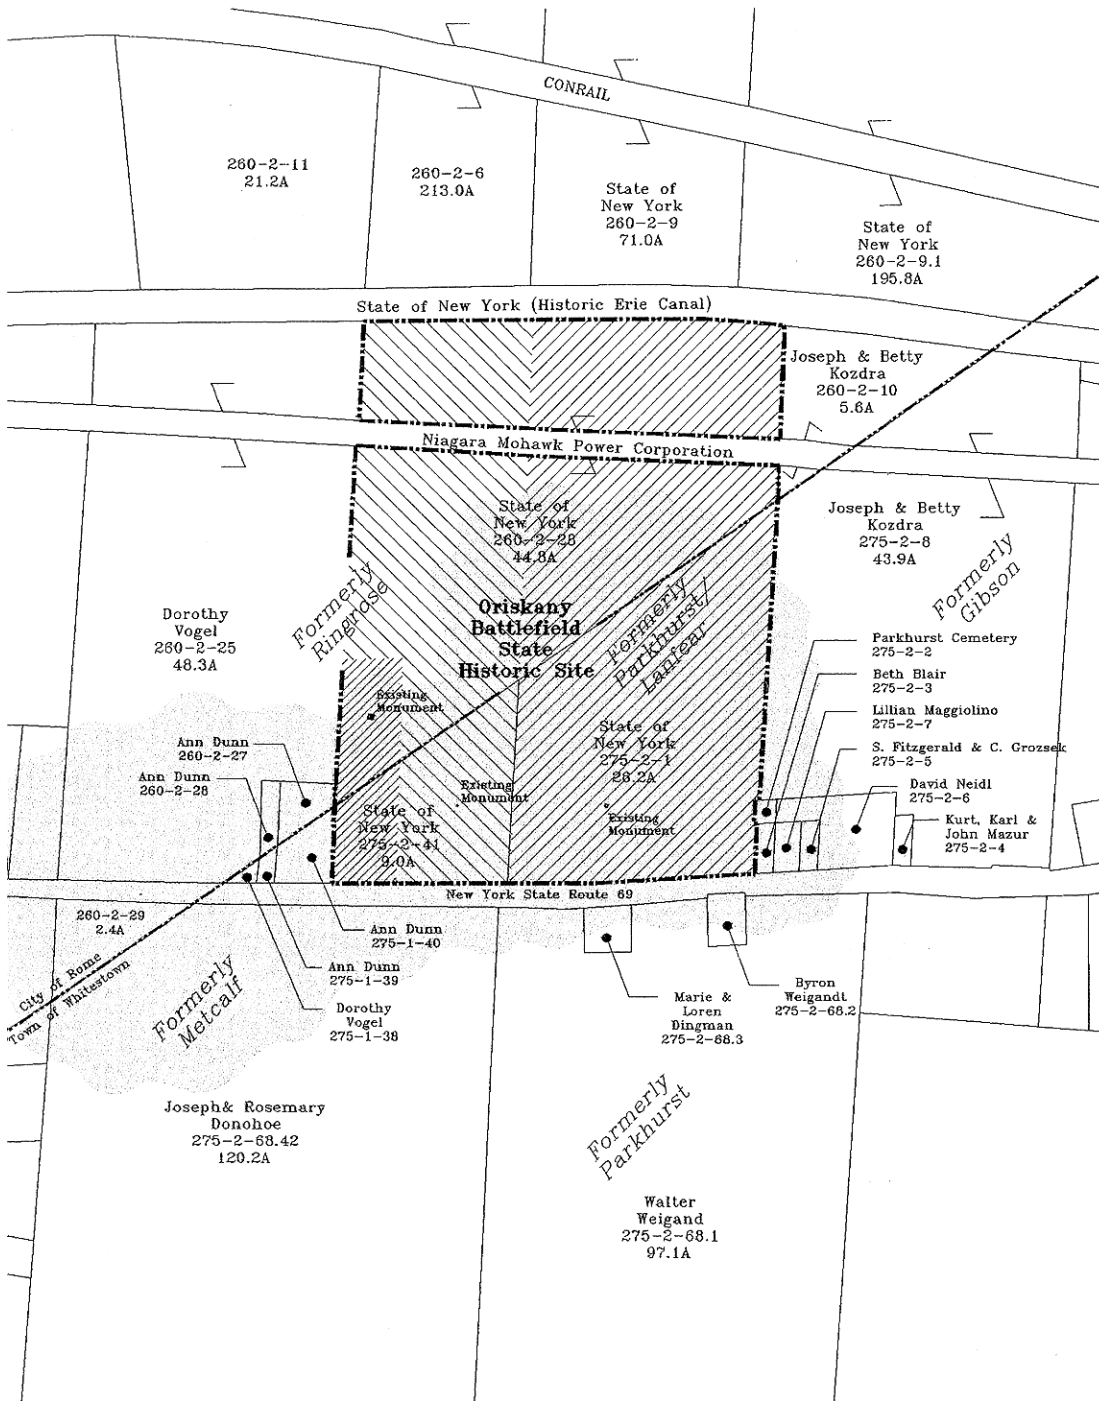 CONRAIL
260-2-11
21.2A
260-2-6
213.0A
State of
New York
260-2-9
71.0A
State of
New York
260-2-9.1
195.8A
State of New York (Historic Erie Canal)
Joseph & Betty
Kozdra
260-2-10
5.6A
Niagara Mohawk Power Corporation
State of
New York
260-2-28
44.8A
Joseph & Betty
Kozdra
275-2-8
43.9A
Formerly
Gibson
Formerly
Ringrose
Oriskany
Battlefield
State
Historic Site
Formerly
Parkhurst/
Lanfear
Dorothy
Vogel
260-2-25
48.3A
Parkhurst Cemetery
275-2-2
Beth Blair
275-2-3
Lillian Maggiolino
275-2-7
S. Fitzgerald & C. Grozsek
275-2-5
David Neidl
275-2-6
Kurt, Karl &
John Mazur
275-2-4
Existing
Monument
Ann Dunn
260-2-27
Ann Dunn
260-2-28
State of
New York
275-2-1
26.2A
Existing
Monument
Existing
Monument
State of
New York
275-2-41
9.0A
New York State Route 69
260-2-29
2.4A
Ann Dunn
275-1-40
Ann Dunn
275-1-39
Dorothy
Vogel
275-1-38
City of Rome
Town of Whitestown
Formerly
Metcalf
Marie &
Loren
Dingman
275-2-68.3
Byron
Weigandt
275-2-68.2
Joseph& Rosemary
Donohoe
275-2-68.42
120.2A
Formerly
Parkhurst
Walter
Weigand
275-2-68.1
97.1A